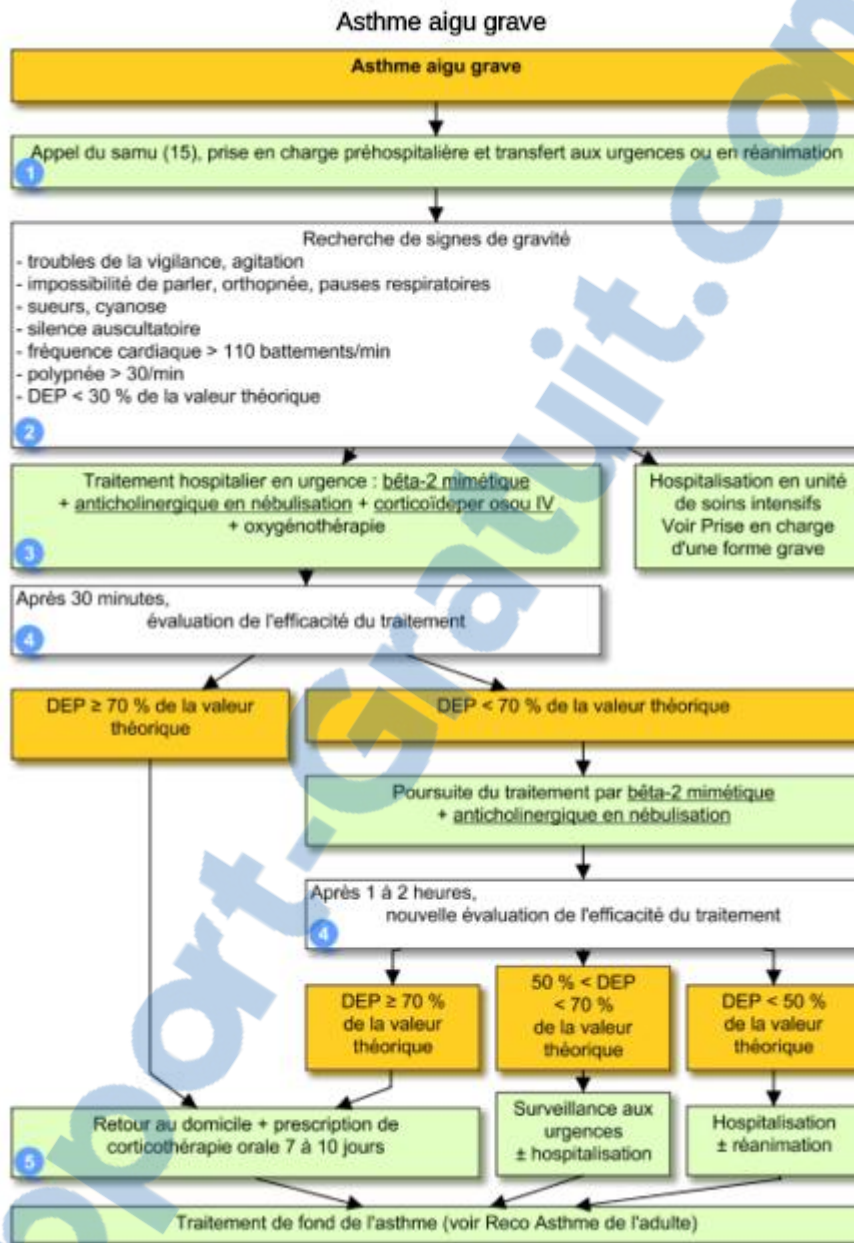 Asthme aigu grave
Asthme aigu grave
Appel du samu (15), prise en charge préhospitalière et transfert aux urgences ou en réanimation
1
Recherche de signes de gravité
- troubles de la vigilance, agitation
- impossibilité de parler, orthopnée, pauses respiratoires
- sueurs, cyanose
- silence auscultatoire
- fréquence cardiaque > 110 battements/min
- polypnée > 30/min
- DEP < 30 % de la valeur théorique
2
Traitement hospitalier en urgence : bêta-2 mimétique
+ anticholinergique en nébulisation + corticoïdeper osou IV
+ oxygénothérapie
3
Hospitalisation en unité
de soins intensifs
Voir Prise en charge
d'une forme grave
Après 30 minutes,
évaluation de l'efficacité du traitement
4
DEP ≥ 70 % de la valeur
théorique
DEP < 70 % de la valeur théorique
Poursuite du traitement par bêta-2 mimétique
+ anticholinergique en nébulisation
Après 1 à 2 heures,
nouvelle évaluation de l'efficacité du traitement
4
DEP ≥ 70 %
de la valeur
théorique
50 % < DEP
< 70 %
de la valeur
théorique
DEP < 50 %
de la valeur
théorique
Retour au domicile + prescription de
corticothérapie orale 7 à 10 jours
5
Surveillance aux
urgences
± hospitalisation
Hospitalisation
± réanimation
Traitement de fond de l'asthme (voir Reco Asthme de l'adulte)
pport-Gratuit.com